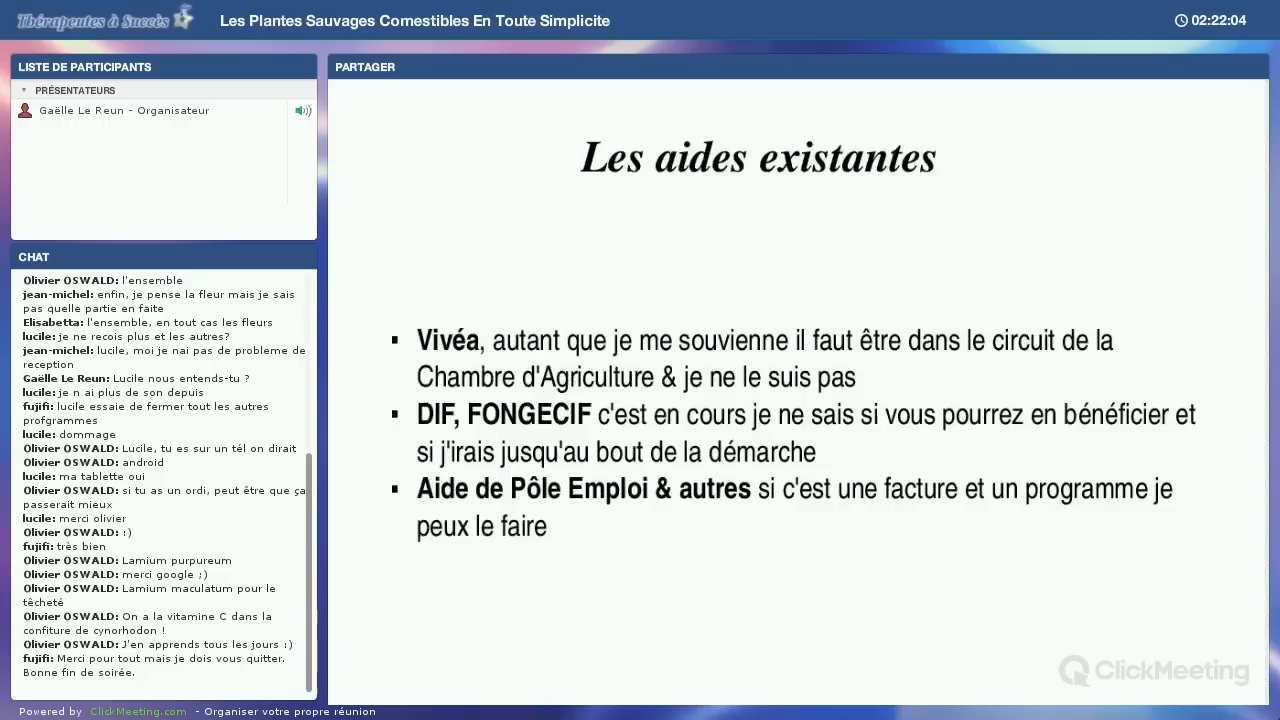 Thérapeutes à Succès
Les Plantes Sauvages Comestibles En Toute Simplicite
02:22:04
LISTE DE PARTICIPANTS
PRÉSENTATEURS
Gaëlle Le Reun - Organisateur
CHAT
Olivier OSWALD: l'ensemble
jean-michel: enfin, je pense la fleur mais je sais
pas quelle partie en faite
Elisabetta: l'ensemble, en tout cas les fleurs
lucile: je ne recois plus et les autres?
jean-michel: lucile, moi je nai pas de probleme de
reception
Gaëlle Le Reun: Lucile nous entends-tu ?
lucile: je n ai plus de son depuis
fujifi: lucile essaie de fermer tout les autres
profgrammes
lucile: dommage
Olivier OSWALD: Lucile, tu es sur un tél on dirait
Olivier OSWALD: android
lucile: ma tablette oui
Olivier OSWALD: si tu as un ordi, peut être que ça
passerait mieux
lucile: merci olivier
Olivier OSWALD: :)
fujifi: très bien
Olivier OSWALD: Lamium purpureum
Olivier OSWALD: merci google ;)
Olivier OSWALD: Lamium maculatum pour le
têcheté
Olivier OSWALD: On a la vitamine C dans la
confiture de cynorhodon !
Olivier OSWALD: J'en apprends tous les jours :)
fujifi: Merci pour tout mais je dois vous quitter.
Bonne fin de soirée.
PARTAGER
Les aides existantes
▪ Vivéa, autant que je me souvienne il faut être dans le circuit de la
Chambre d'Agriculture & je ne le suis pas
▪ DIF, FONGECIF c'est en cours je ne sais si vous pourrez en bénéficier et
si j'irais jusqu'au bout de la démarche
▪ Aide de Pôle Emploi & autres si c'est une facture et un programme je
peux le faire
ClickMeeting
Powered by ClickMeeting.com - Organiser votre propre réunion